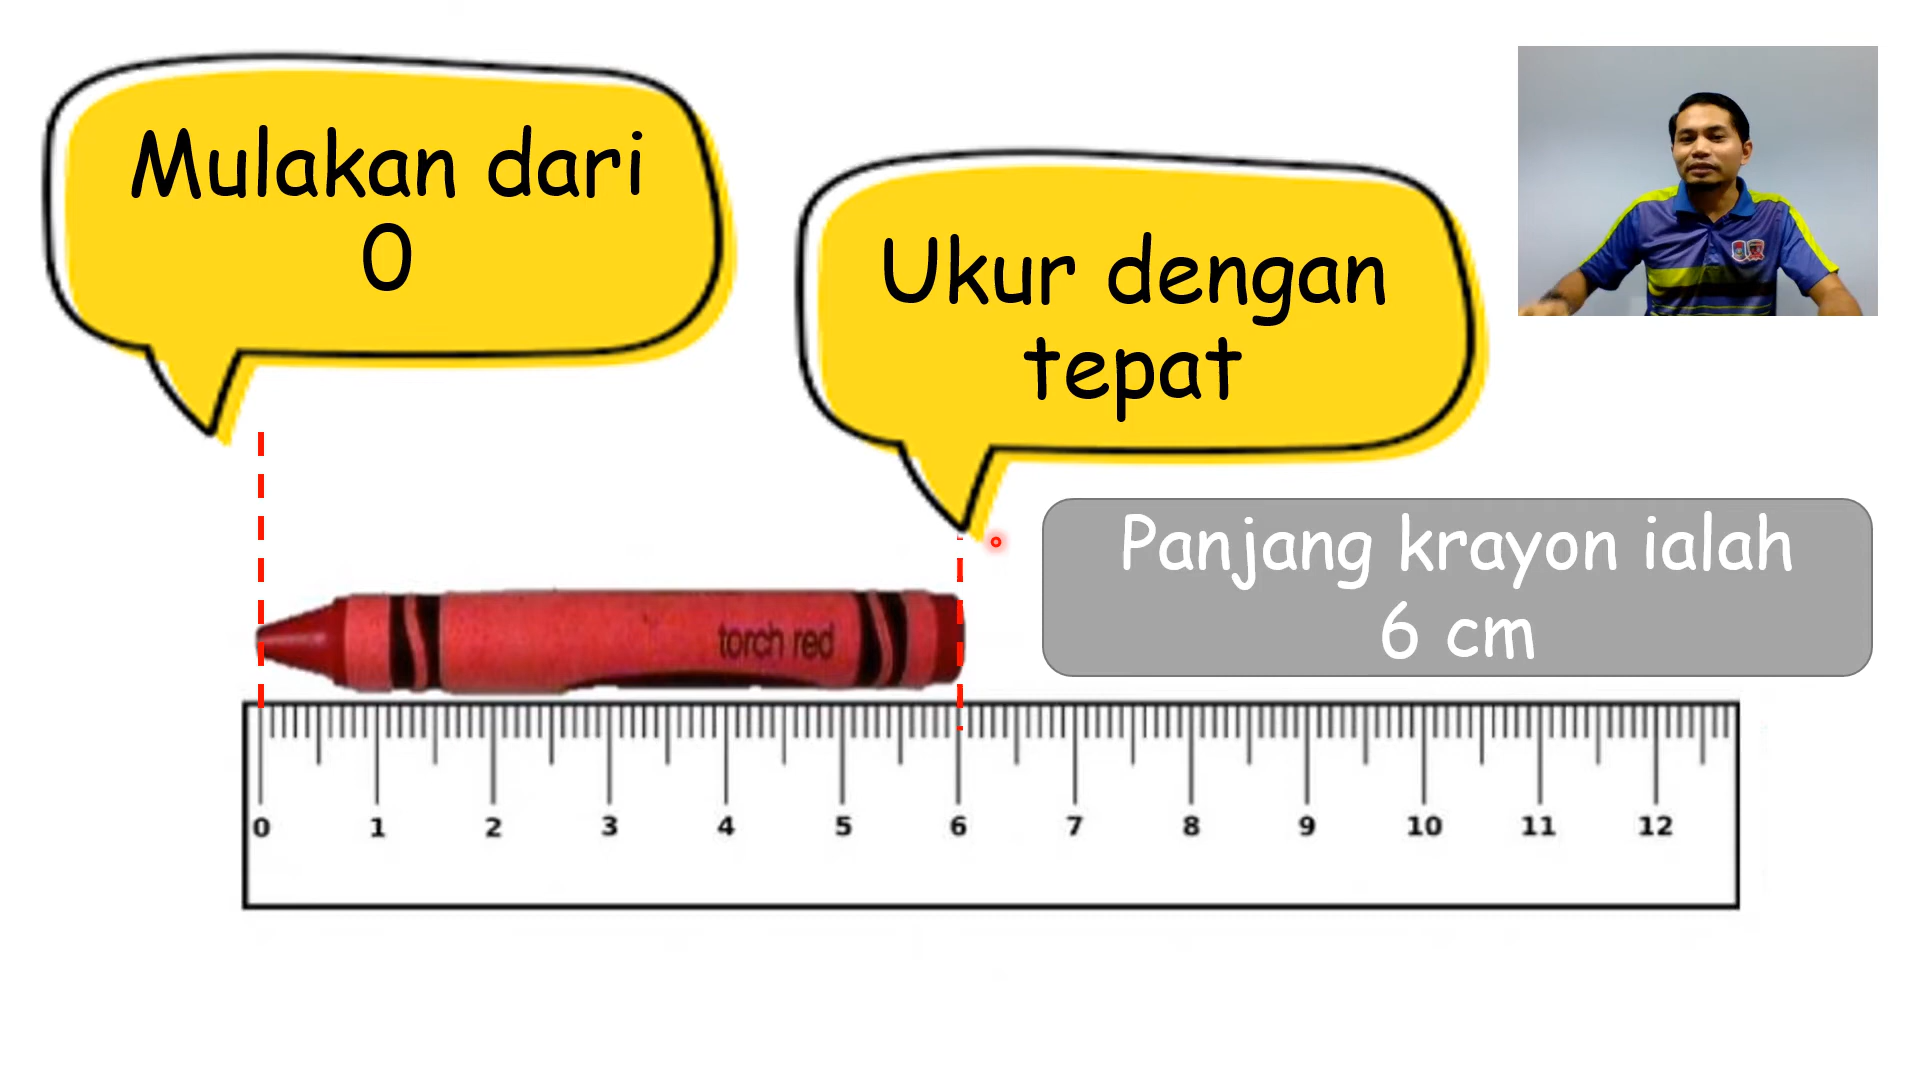 Mulakan dari
0
Ukur dengan
tepat
Panjang krayon ialah
6 cm
torch red
0 1 2 3 4 5 6 7 8 9 10 11 12